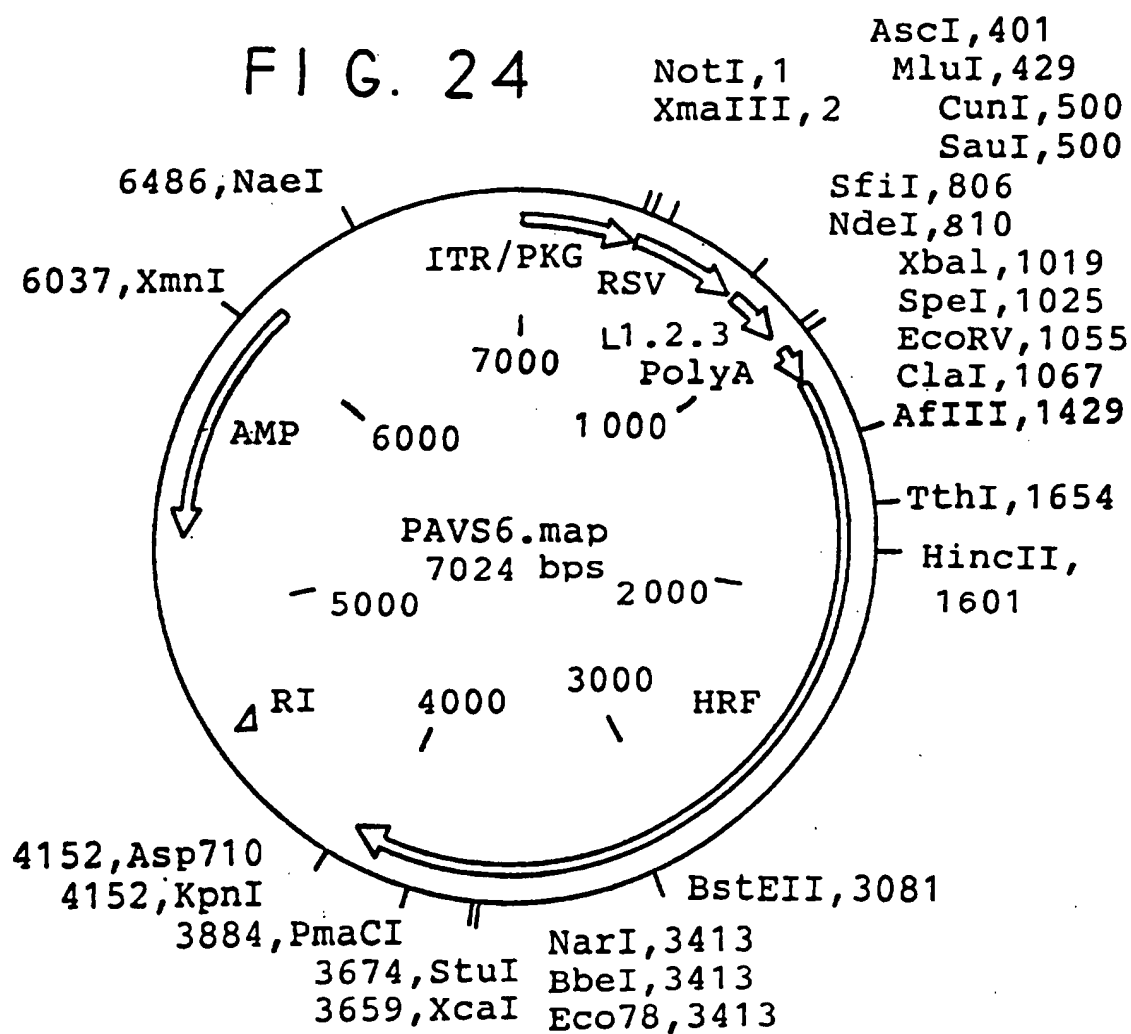 FIG. 24
NotI,1
XmaIII,2
AscI,401
MluI,429
CunI,500
SauI,500
SfiI,806
NdeI,810
Xbal,1019
SpeI,1025
EcoRV,1055
ClaI,1067
AfIII,1429
TthI,1654
HincII,
1601
BstEII,3081
NarI,3413
BbeI,3413
Eco78,3413
3659,XcaI
3674,StuI
3884,PmaCI
4152,KpnI
4152,Asp710
6037,XmnI
6486,NaeI
ITR/PKG
RSV
L1.2.3
PolyA
HRF
RI
AMP
7000
1000
2000
3000
4000
5000
6000
PAVS6.map
7024 bps